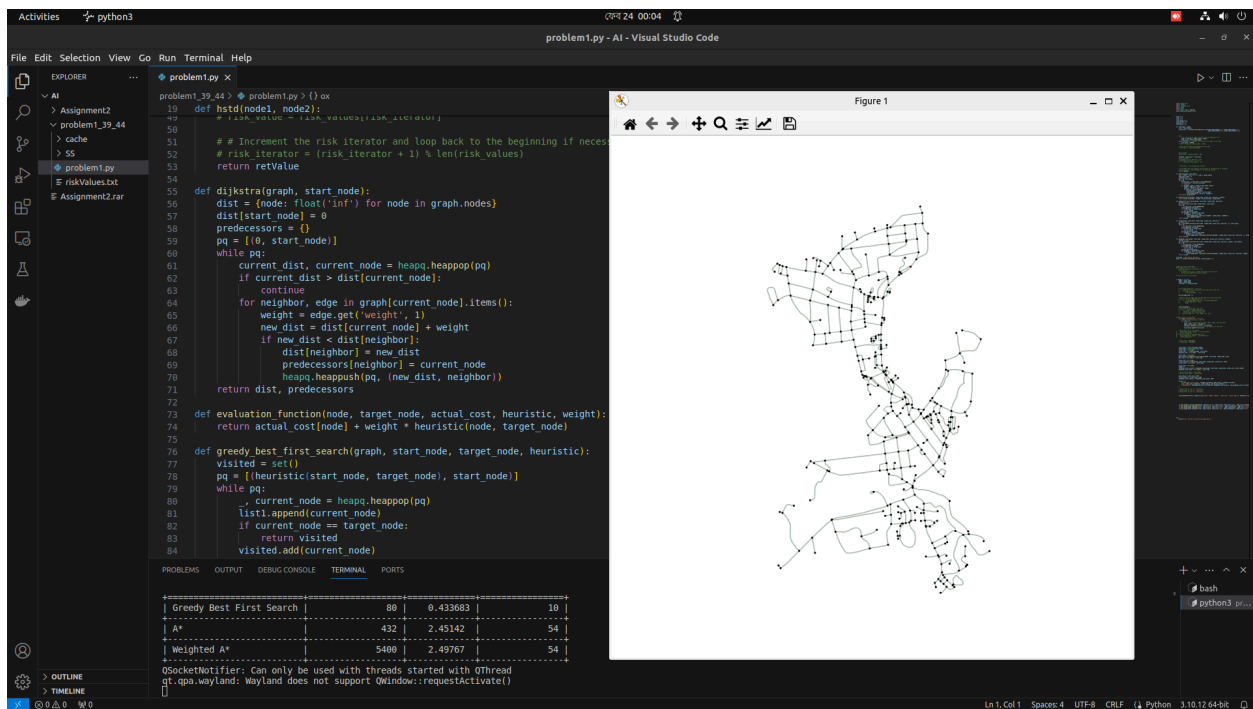 Activities python3 ফেব 24 00:04
problem1.py - AI - Visual Studio Code
File Edit Selection View Go Run Terminal Help
EXPLORER ···
AI
Assignment2
problem1_39_44
cache
SS
problem1.py
riskValues.txt
Assignment2.rar
OUTLINE
TIMELINE
problem1.py
problem1_39_44 > problem1.py > {} ox
19 def hstd(node1, node2):
49 # risk_value = risk_values[risk_iterator]
50
51 # # Increment the risk iterator and loop back to the beginning if neces
52 # risk_iterator = (risk_iterator + 1) % len(risk_values)
53 return retValue
54
55 def dijkstra(graph, start_node):
56 dist = {node: float('inf') for node in graph.nodes}
57 dist[start_node] = 0
58 predecessors = {}
59 pq = [(0, start_node)]
60 while pq:
61 current_dist, current_node = heapq.heappop(pq)
62 if current_dist > dist[current_node]:
63 continue
64 for neighbor, edge in graph[current_node].items():
65 weight = edge.get('weight', 1)
66 new_dist = dist[current_node] + weight
67 if new_dist < dist[neighbor]:
68 dist[neighbor] = new_dist
69 predecessors[neighbor] = current_node
70 heapq.heappush(pq, (new_dist, neighbor))
71 return dist, predecessors
72
73 def evaluation_function(node, target_node, actual_cost, heuristic, weight):
74 return actual_cost[node] + weight * heuristic(node, target_node)
75
76 def greedy_best_first_search(graph, start_node, target_node, heuristic):
77 visited = set()
78 pq = [(heuristic(start_node, target_node), start_node)]
79 while pq:
80 _, current_node = heapq.heappop(pq)
81 list1.append(current_node)
82 if current_node == target_node:
83 return visited
84 visited.add(current_node)
Figure 1
PROBLEMS OUTPUT DEBUG CONSOLE TERMINAL PORTS
+===========================+===================+==============+=================+
| Greedy Best First Search | 80 | 0.433683 | 10 |
| A* | 432 | 2.45142 | 54 |
| Weighted A* | 5400 | 2.49767 | 54 |
QSocketNotifier: Can only be used with threads started with QThread
qt.qpa.wayland: Wayland does not support QWindow::requestActivate()
bash
python3 pr...
0 0 0 Ln 1, Col 1 Spaces: 4 UTF-8 CRLF Python 3.10.12 64-bit